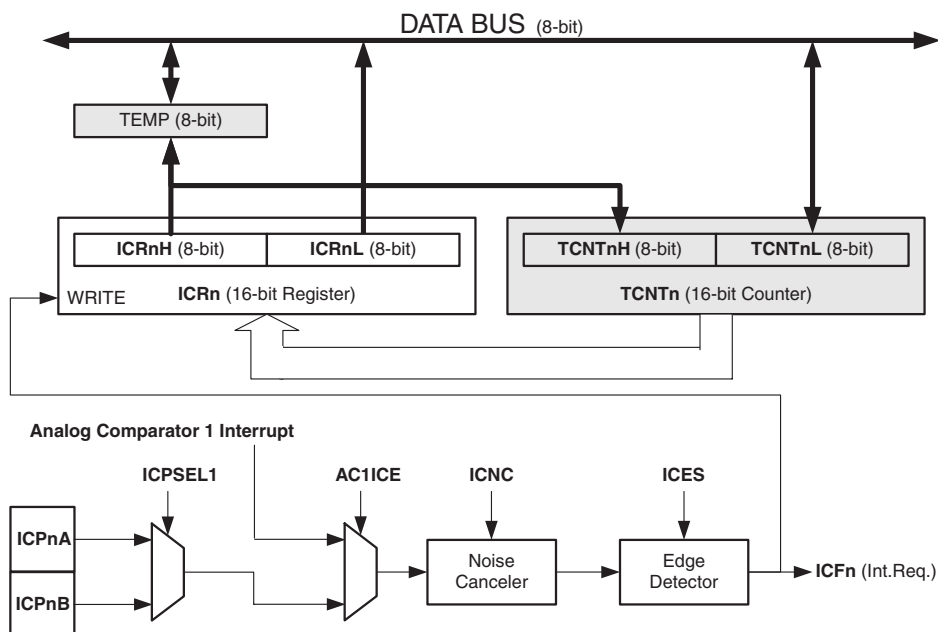 DATA BUS (8-bit)
TEMP (8-bit)
ICRnH (8-bit)
ICRnL (8-bit)
TCNTnH (8-bit)
TCNTnL (8-bit)
WRITE
ICRn (16-bit Register)
TCNTn (16-bit Counter)
Analog Comparator 1 Interrupt
ICPSEL1
AC1ICE
ICNC
ICES
ICPnA
ICPnB
Noise
Canceler
Edge
Detector
ICFn (Int.Req.)